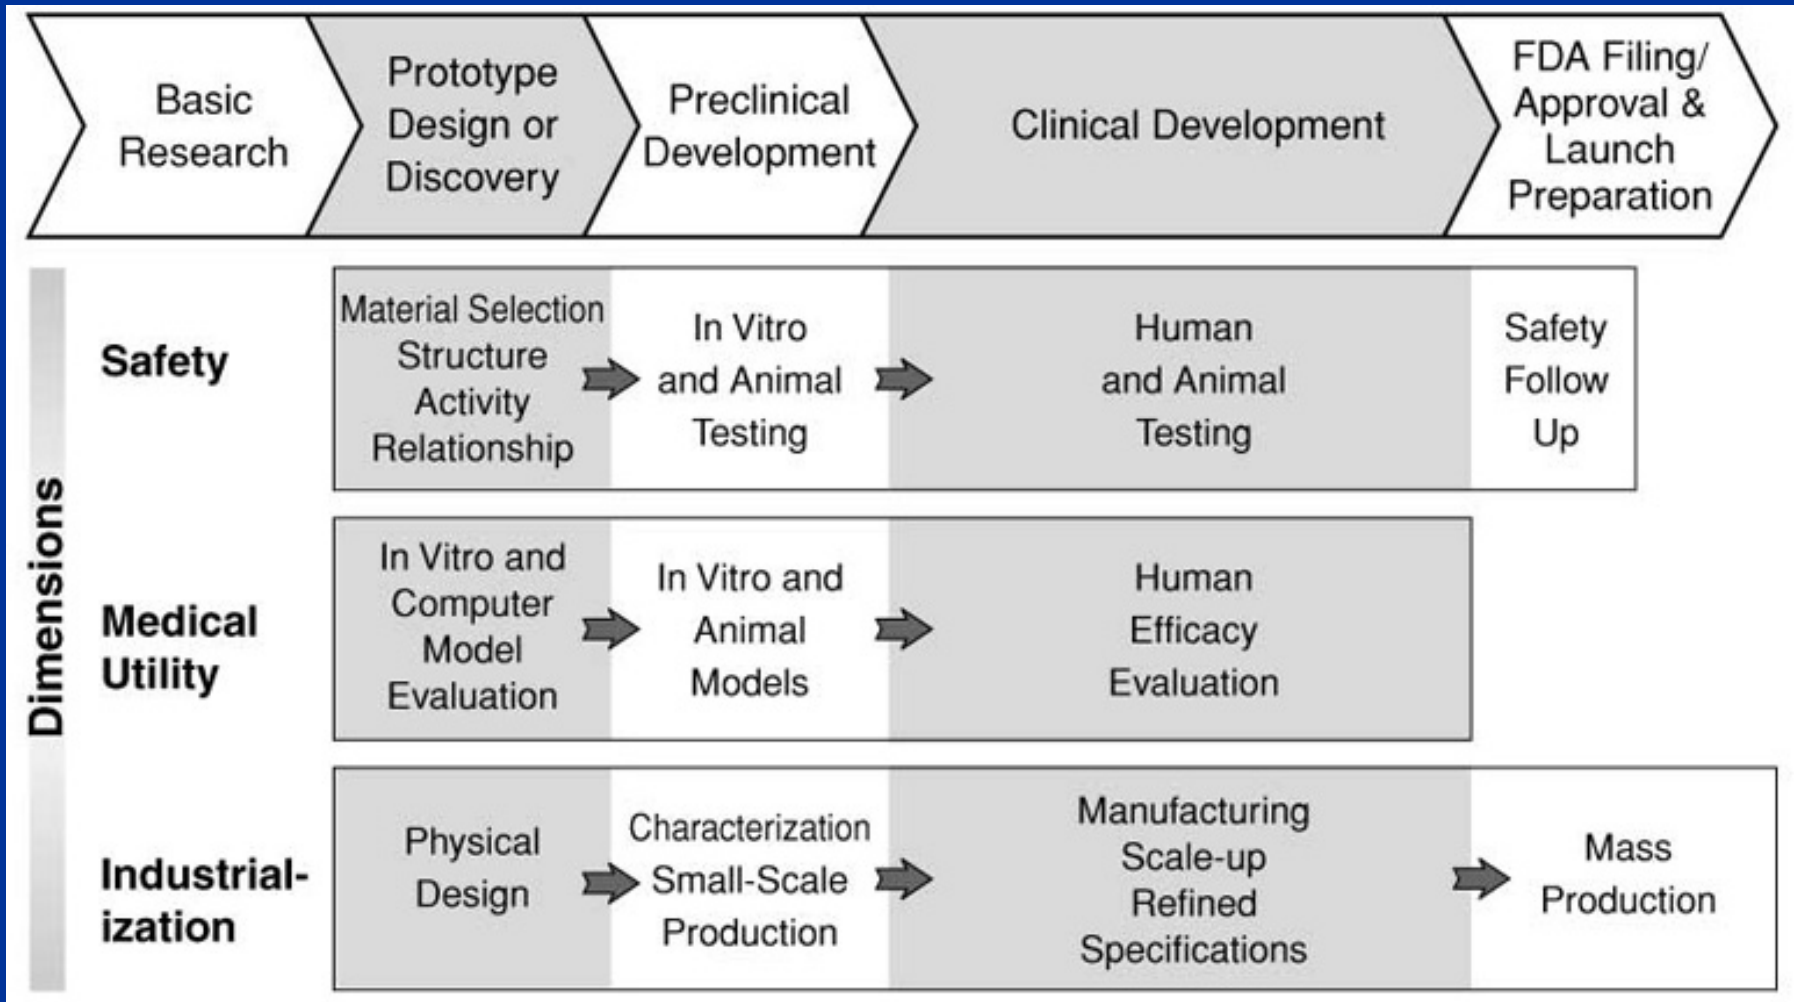 Basic
Research
Prototype
Design or
Discovery
Preclinical
Development
Clinical Development
FDA Filing/
Approval &
Launch
Preparation
Dimensions
Safety
Material Selection
Structure
Activity
Relationship
In Vitro
and Animal
Testing
Human
and Animal
Testing
Safety
Follow
Up
Medical
Utility
In Vitro and
Computer
Model
Evaluation
In Vitro and
Animal
Models
Human
Efficacy
Evaluation
Industrial-
ization
Physical
Design
Characterization
Small-Scale
Production
Manufacturing
Scale-up
Refined
Specifications
Mass
Production